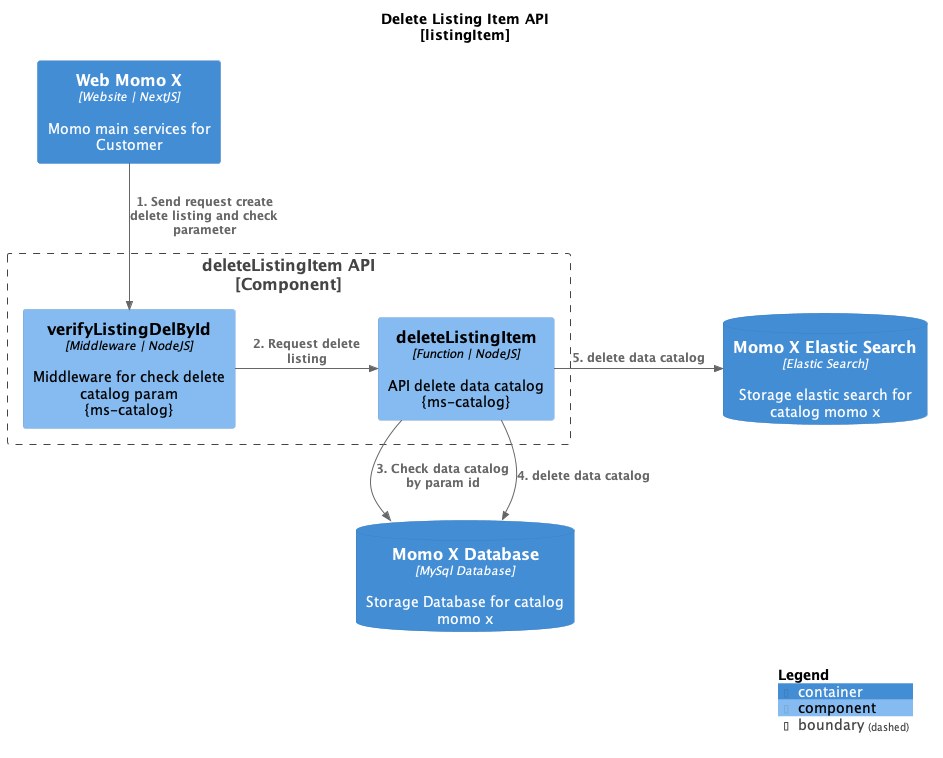 Delete Listing Item API
[listingItem]
Web Momo X
[Website | NextJS]
Momo main services for
Customer
1. Send request create
delete listing and check
parameter
deleteListingItem API
[Component]
verifyListingDelById
[Middleware | NodeJS]
Middleware for check delete
catalog param
{ms-catalog}
2. Request delete
listing
deleteListingItem
[Function | NodeJS]
API delete data catalog
{ms-catalog}
5. delete data catalog
Momo X Elastic Search
[Elastic Search]
Storage elastic search for
catalog momo x
3. Check data catalog
by param id
4. delete data catalog
Momo X Database
[MySql Database]
Storage Database for catalog
momo x
Legend
container
component
boundary (dashed)